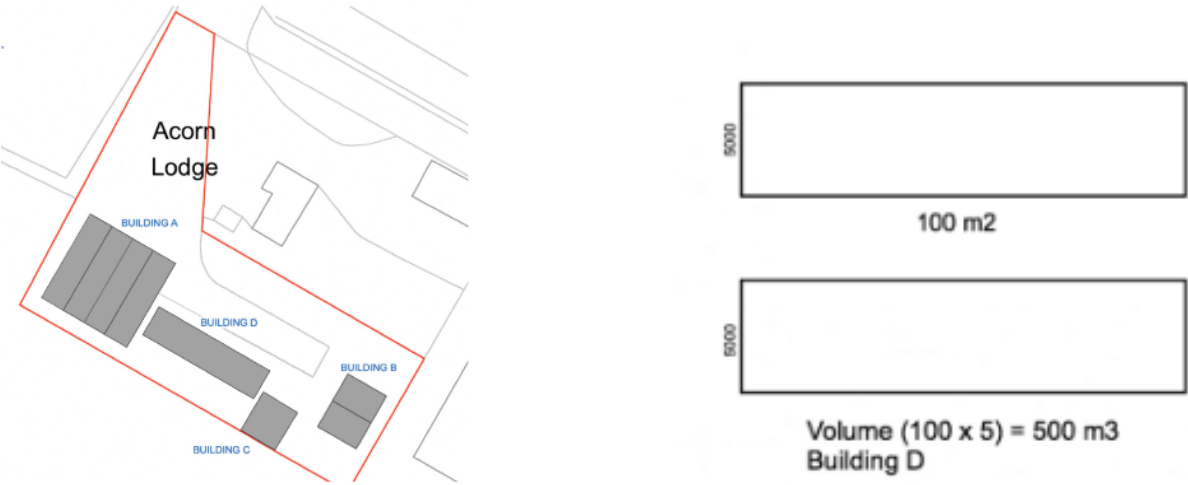 Acorn
Lodge
BUILDING A
BUILDING D
BUILDING B
BUILDING C
5000
100 m2
5000
Volume (100 x 5) = 500 m3
Building D